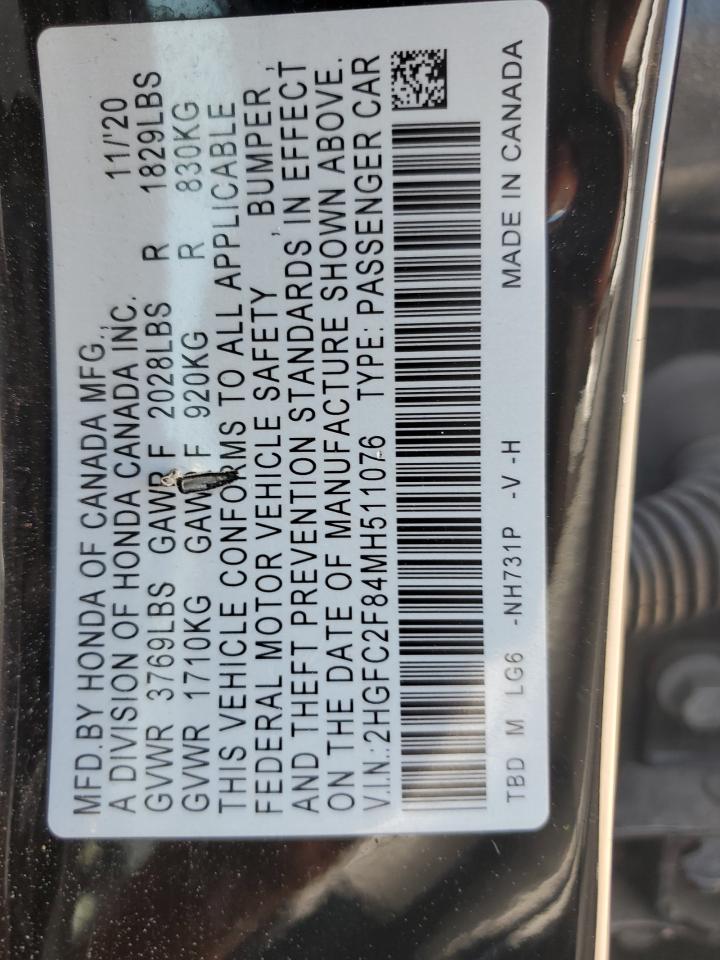 MFD.BY HONDA OF CANADA MFG.,
A DIVISION OF HONDA CANADA INC. 11/'20
GVWR 3769LBS GAWR F 2028LBS R 1829LBS
GVWR 1710KG GAWR F 920KG R 830KG
THIS VEHICLE CONFORMS TO ALL APPLICABLE
FEDERAL MOTOR VEHICLE SAFETY , BUMPER ,
AND THEFT PREVENTION STANDARDS IN EFFECT
ON THE DATE OF MANUFACTURE SHOWN ABOVE.
V.I.N.:2HGFC2F84MH511076 TYPE: PASSENGER CAR
TBD M LG6 -NH731P -V -H MADE IN CANADA